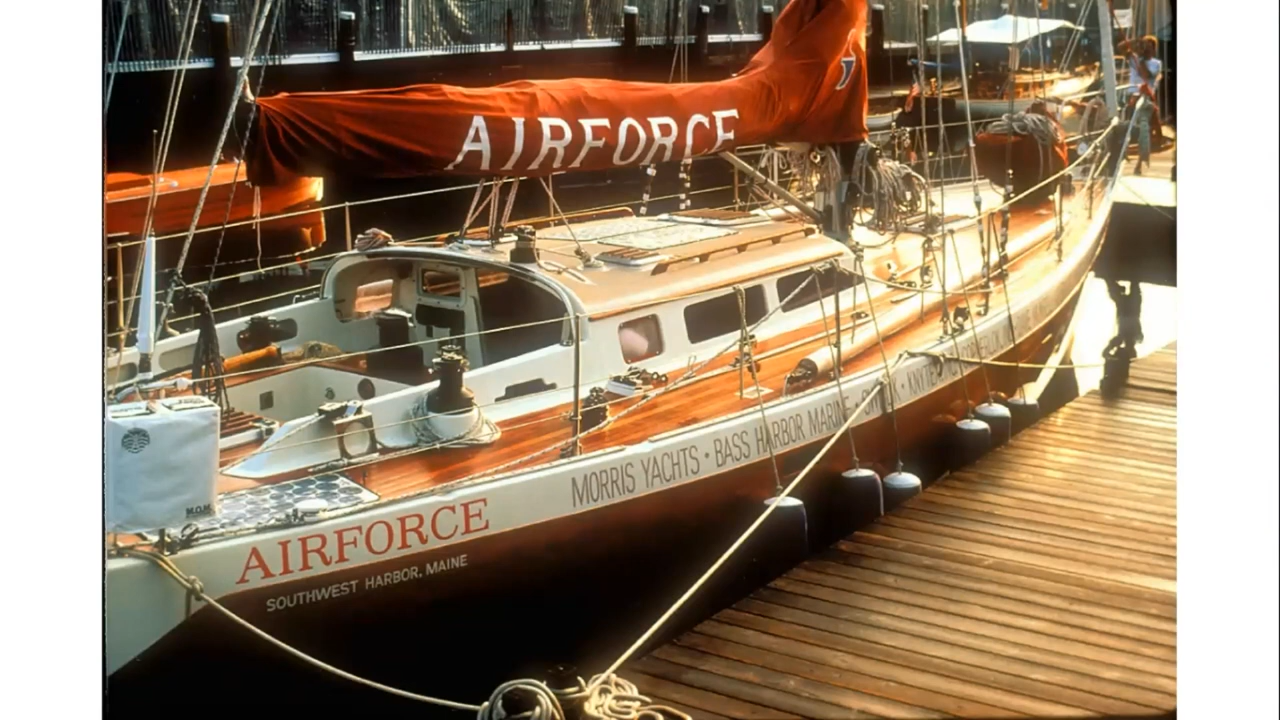 AIRFORCE
MORRIS YACHTS • BASS HARBOR MARINE •
AIRFORCE
SOUTHWEST HARBOR, MAINE
M.O.M.